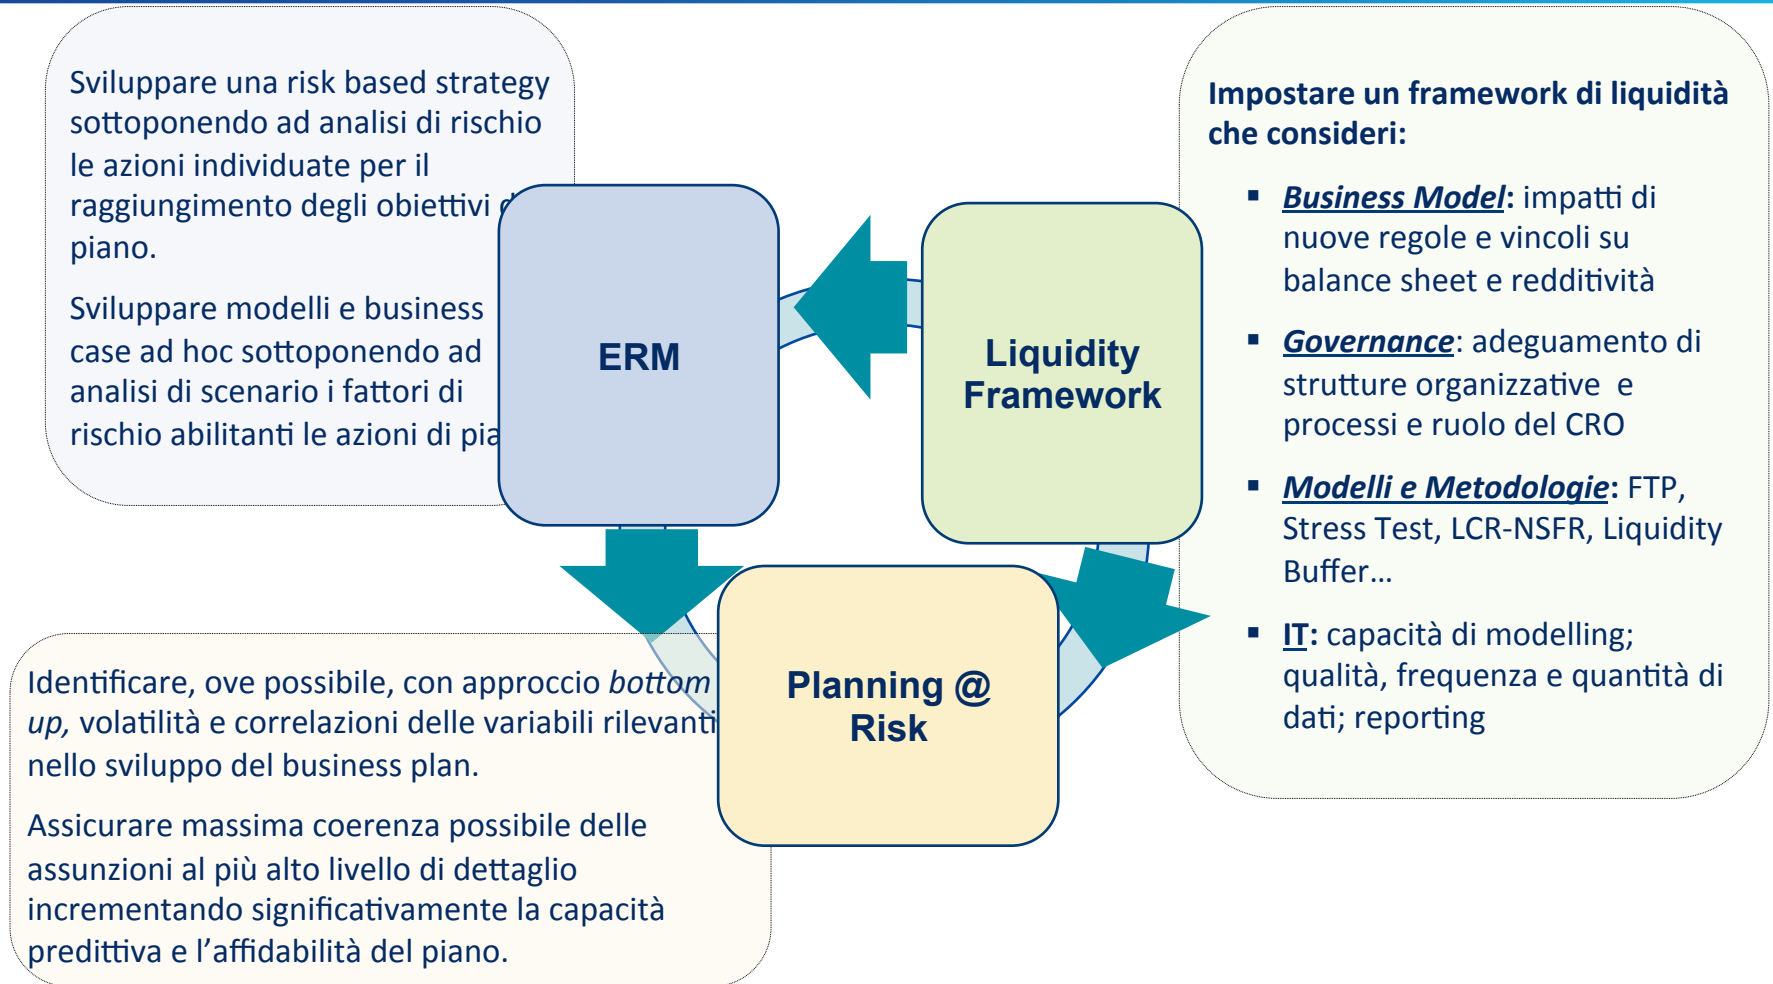 Sviluppare una risk based strategy
sottoponendo ad analisi di rischio
le azioni individuate per il
raggiungimento degli obiettivi
piano.
Sviluppare modelli e business
case ad hoc sottoponendo ad
analisi di scenario i fattori di
rischio abilitanti le azioni di
ERM
Liquidity
Framework
Planning @
Risk
Identificare, ove possibile, con approccio bottom
up, volatilità e correlazioni delle variabili rilevanti
nello sviluppo del business plan.
Assicurare massima coerenza possibile delle
assunzioni al più alto livello di dettaglio
incrementando significativamente la capacità
predittiva e l’affidabilità del piano.
Impostare un framework di liquidità
che consideri:
▪ Business Model: impatti di
nuove regole e vincoli su
balance sheet e redditività
▪ Governance: adeguamento di
strutture organizzative e
processi e ruolo del CRO
▪ Modelli e Metodologie: FTP,
Stress Test, LCR-NSFR, Liquidity
Buffer…
▪ IT: capacità di modelling;
qualità, frequenza e quantità di
dati; reporting